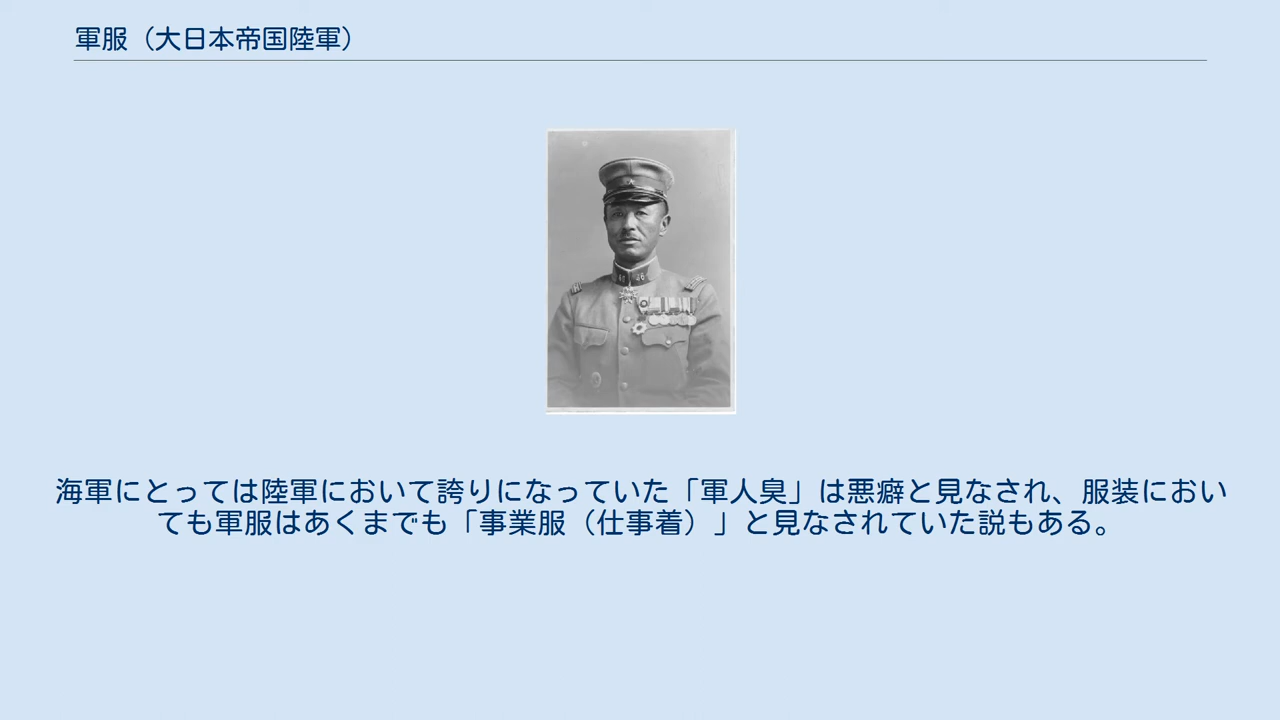 軍服（大日本帝国陸軍）
海軍にとっては陸軍において誇りになっていた「軍人臭」は悪癖と見なされ、服装におい
ても軍服はあくまでも「事業服（仕事着）」と見なされていた説もある。